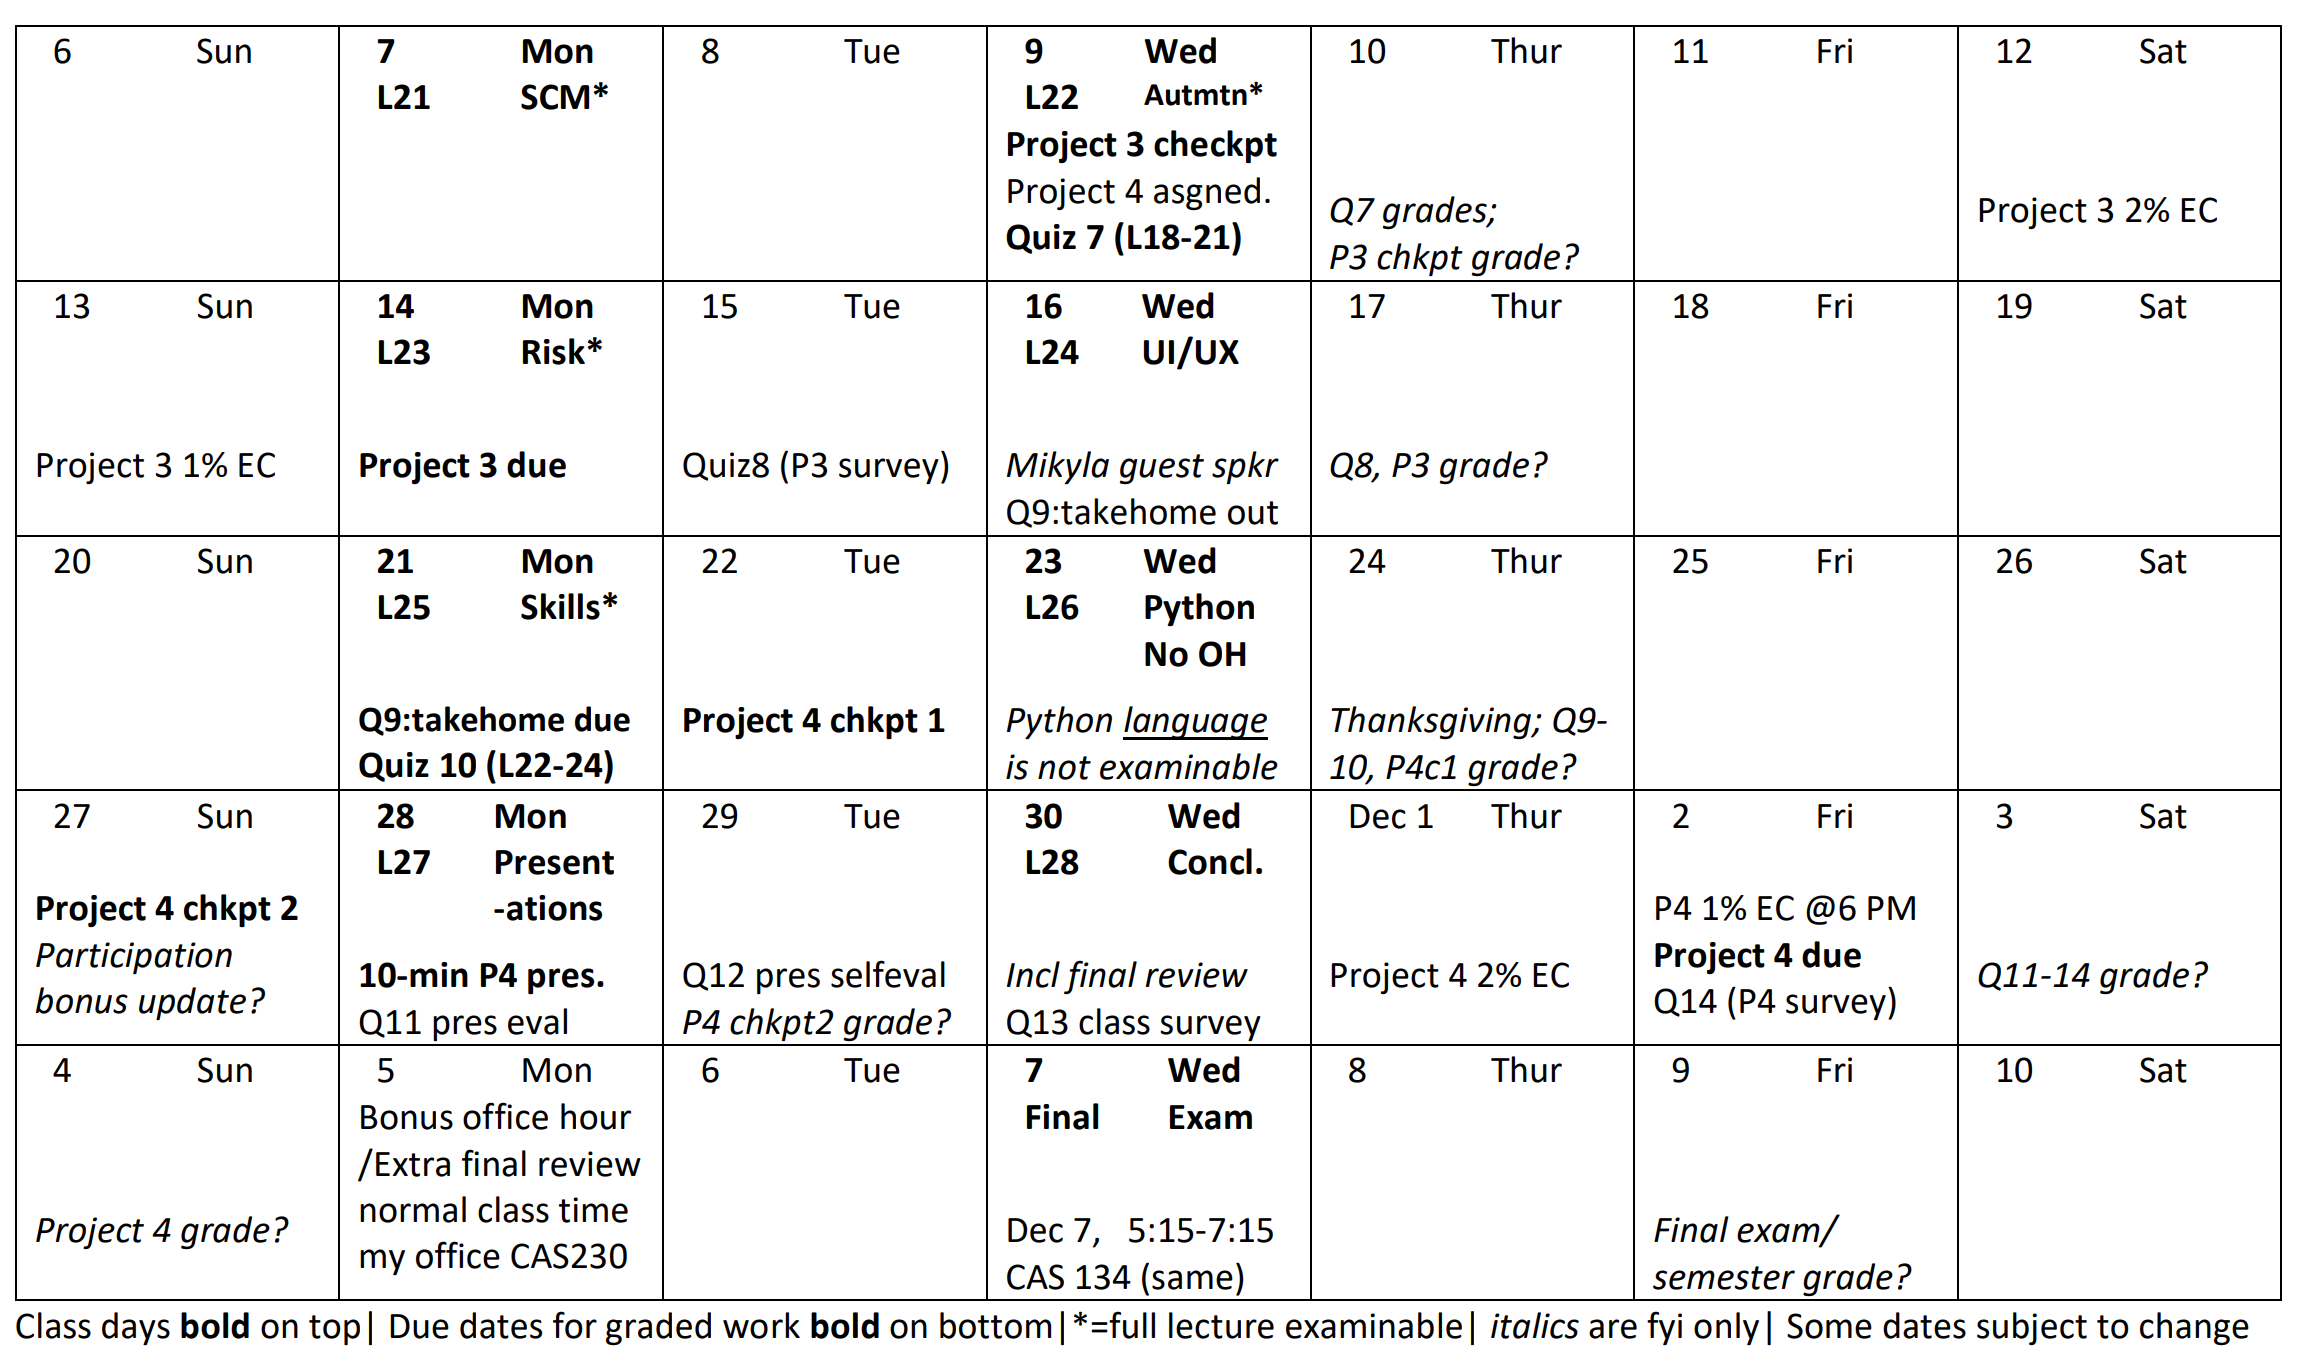 6 Sun
7 Mon
L21 SCM*
8 Tue
9 Wed
L22 Autmtn*
Project 3 checkpt
Project 4 asgned.
Quiz 7 (L18-21)
10 Thur
Q7 grades;
P3 chkpt grade?
11 Fri
12 Sat
Project 3 2% EC
13 Sun
Project 3 1% EC
14 Mon
L23 Risk*
Project 3 due
15 Tue
Quiz8 (P3 survey)
16 Wed
L24 UI/UX
Mikyla guest spkr
Q9:takehome out
17 Thur
Q8, P3 grade?
18 Fri
19 Sat
20 Sun
21 Mon
L25 Skills*
Q9:takehome due
Quiz 10 (L22-24)
22 Tue
Project 4 chkpt 1
23 Wed
L26 Python
No OH
Python language
is not examinable
24 Thur
Thanksgiving; Q9-
10, P4c1 grade?
25 Fri
26 Sat
27 Sun
Project 4 chkpt 2
Participation
bonus update?
28 Mon
L27 Present
-ations
10-min P4 pres.
Q11 pres eval
29 Tue
Q12 pres selfeval
P4 chkpt2 grade?
30 Wed
L28 Concl.
Incl final review
Q13 class survey
Dec 1 Thur
Project 4 2% EC
2 Fri
P4 1% EC @6 PM
Project 4 due
Q14 (P4 survey)
3 Sat
Q11-14 grade?
4 Sun
Project 4 grade?
5 Mon
Bonus office hour
/Extra final review
normal class time
my office CAS230
6 Tue
7 Wed
Final Exam
Dec 7, 5:15-7:15
CAS 134 (same)
8 Thur
9 Fri
Final exam/
semester grade?
10 Sat
Class days bold on top| Due dates for graded work bold on bottom|*=full lecture examinable| italics are fyi only| Some dates subject to change